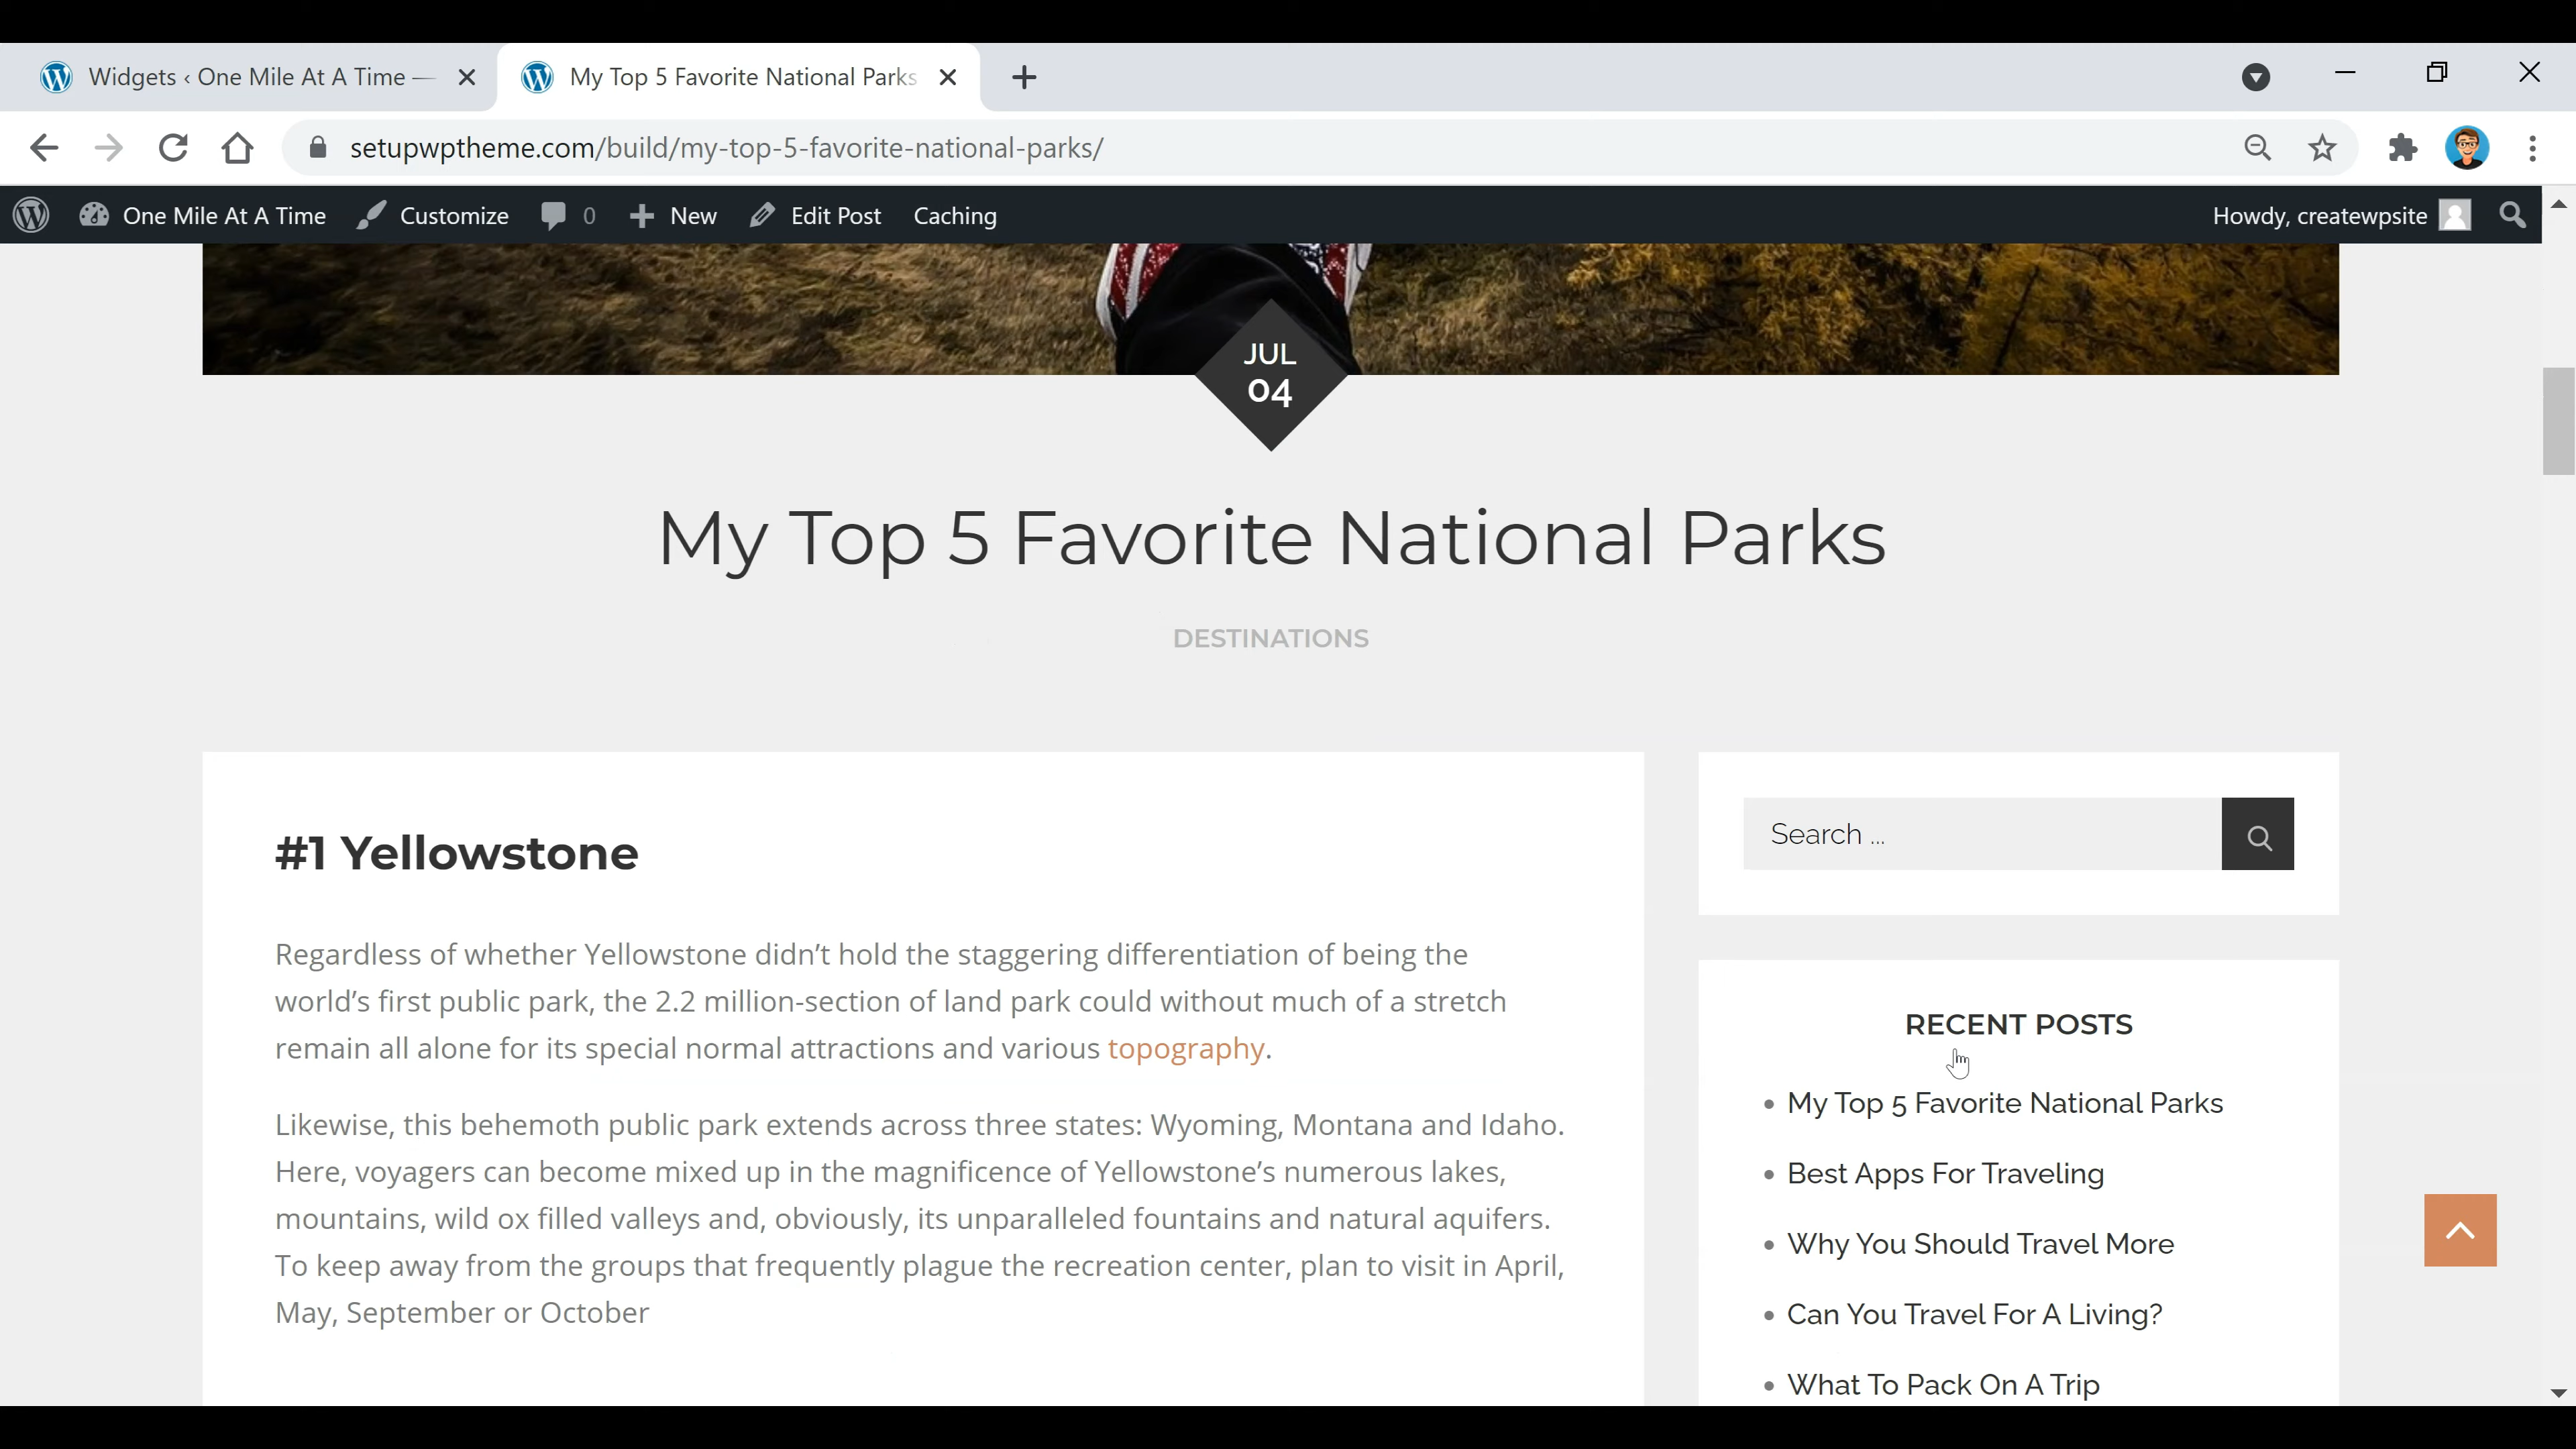 Widgets ‹ One Mile At A Time —
My Top 5 Favorite National Parks
setupwptheme.com/build/my-top-5-favorite-national-parks/
One Mile At A Time
Customize
0
New
Edit Post
Caching
Howdy, createwpsite
JUL
04
My Top 5 Favorite National Parks
DESTINATIONS
#1 Yellowstone
Regardless of whether Yellowstone didn’t hold the staggering differentiation of being the
world’s first public park, the 2.2 million-section of land park could without much of a stretch
remain all alone for its special normal attractions and various topography.
Likewise, this behemoth public park extends across three states: Wyoming, Montana and Idaho.
Here, voyagers can become mixed up in the magnificence of Yellowstone’s numerous lakes,
mountains, wild ox filled valleys and, obviously, its unparalleled fountains and natural aquifers.
To keep away from the groups that frequently plague the recreation center, plan to visit in April,
May, September or October
Search ...
RECENT POSTS
My Top 5 Favorite National Parks
Best Apps For Traveling
Why You Should Travel More
Can You Travel For A Living?
What To Pack On A Trip